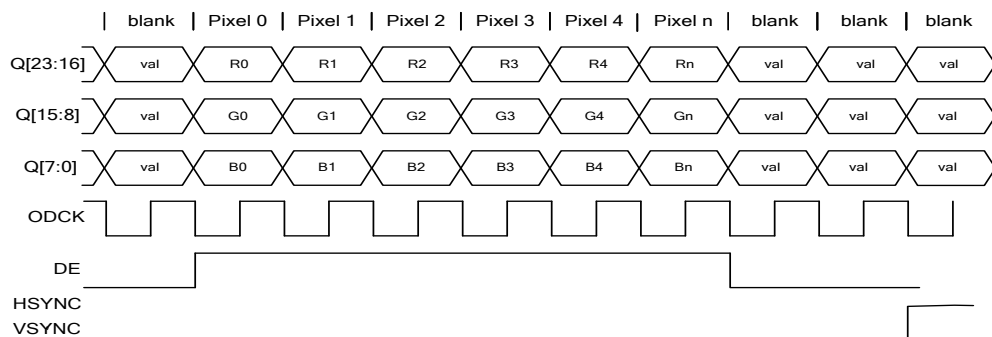 | blank | Pixel 0 | Pixel 1 | Pixel 2 | Pixel 3 | Pixel 4 | Pixel n | blank | blank | blank
Q[23:16] val R0 R1 R2 R3 R4 Rn val val val
Q[15:8] val G0 G1 G2 G3 G4 Gn val val val
Q[7:0] val B0 B1 B2 B3 B4 Bn val val val
ODCK
DE
HSYNC
VSYNC